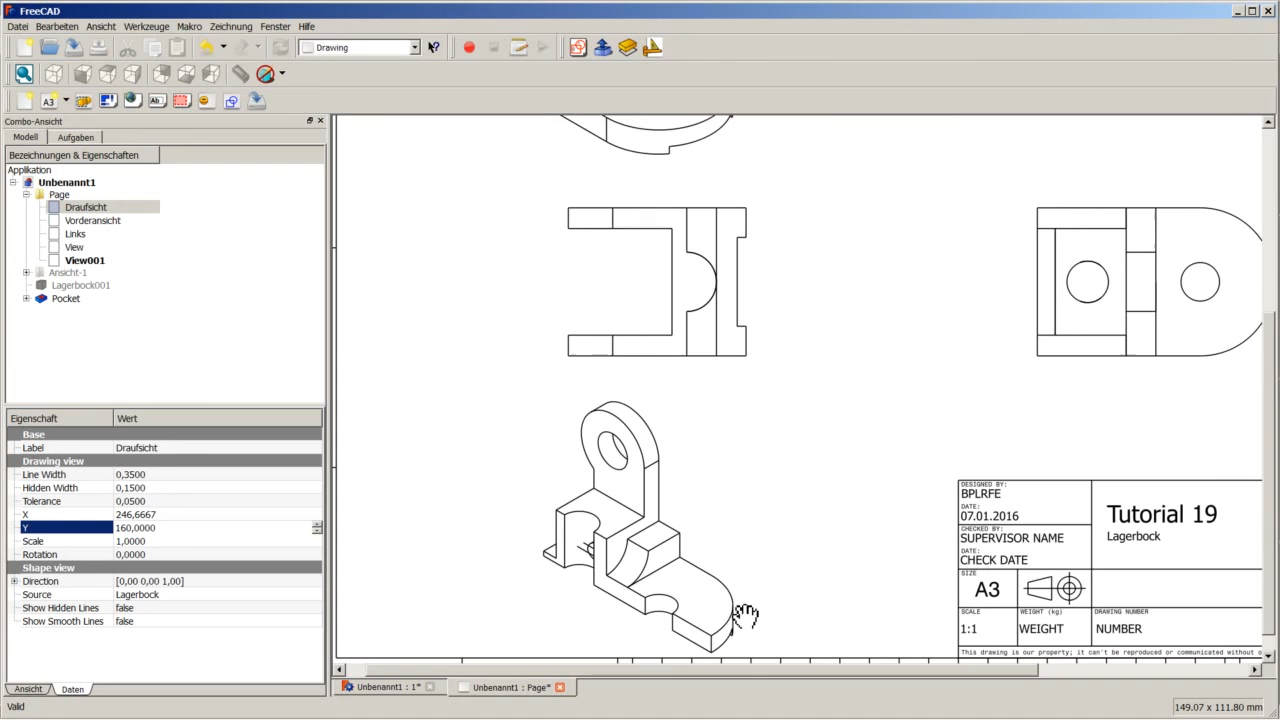 FreeCAD
Datei Bearbeiten Ansicht Werkzeuge Makro Zeichnung Fenster Hilfe
Drawing
A3
Combo-Ansicht
Modell Aufgaben
Bezeichnungen & Eigenschaften
Applikation
Unbenannt1
Page
Draufsicht
Vorderansicht
Links
View
View001
Ansicht-1
Lagerbock001
Pocket
Eigenschaft Wert
Base
Label Draufsicht
Drawing view
Line Width 0,3500
Hidden Width 0,1500
Tolerance 0,0500
X 246,6667
Y 160,0000
Scale 1,0000
Rotation 0,0000
Shape view
Direction [0,00 0,00 1,00]
Source Lagerbock
Show Hidden Lines false
Show Smooth Lines false
Ansicht Daten
Valid
DESIGNED BY:
BPLRFE
DATE:
07.01.2016
CHECKED BY:
SUPERVISOR NAME
DATE:
CHECK DATE
SIZE
A3
SCALE
1:1
WEIGHT (kg)
WEIGHT
DRAWING NUMBER
NUMBER
Tutorial 19
Lagerbock
This drawing is our property; it can't be reproduced or communicated without o
Unbenannt1 : 1* Unbenannt1 : Page*
149.07 x 111.80 mm